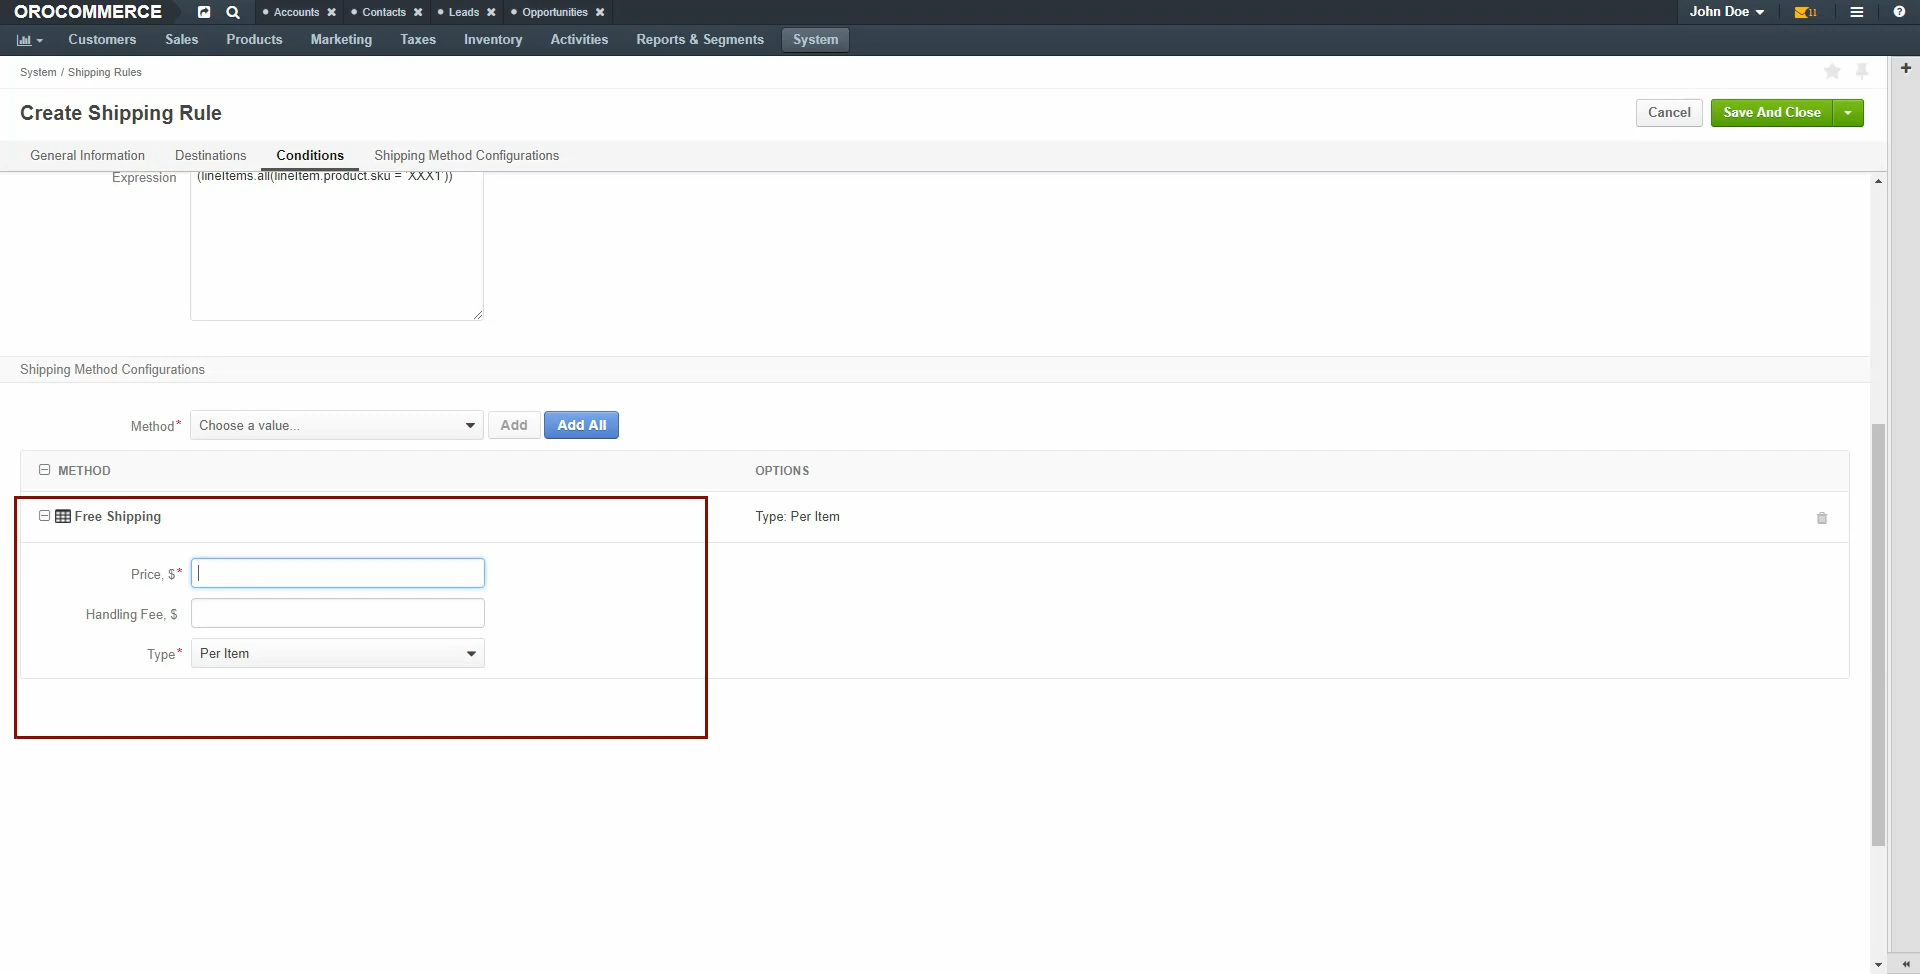 OROCOMMERCE Accounts Contacts Leads Opportunities John Doe 11
Customers Sales Products Marketing Taxes Inventory Activities Reports & Segments System
System / Shipping Rules
Create Shipping Rule Cancel Save And Close
General Information Destinations Conditions Shipping Method Configurations
Expression (lineItems.all(lineItem.product.sku = 'XXX1'))
Shipping Method Configurations
Method* Choose a value... Add Add All
METHOD OPTIONS
Free Shipping Type: Per Item
Price, $*
Handling Fee, $
Type* Per Item